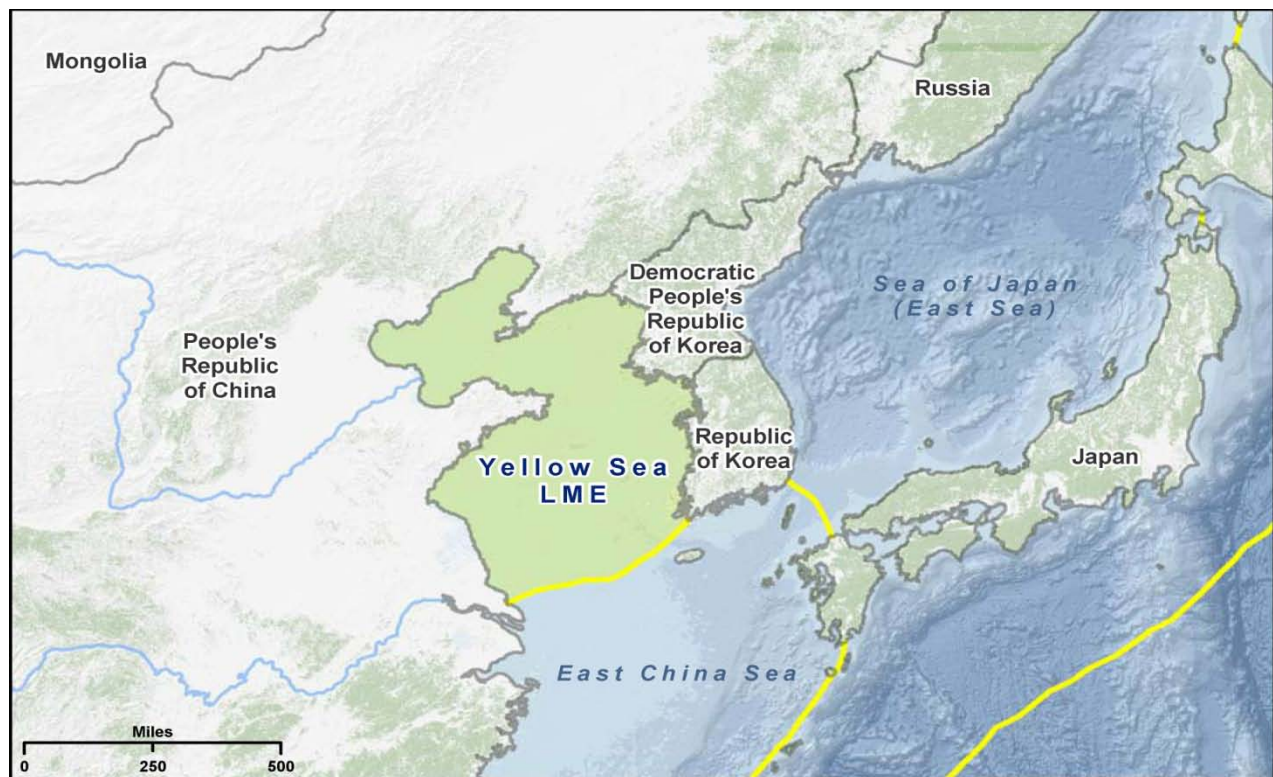 Mongolia
Russia
Democratic
People's
Republic
of Korea
Sea of Japan
(East Sea)
People's
Republic
of China
Republic
of Korea
Japan
Yellow Sea
LME
East China Sea
Miles
0 250 500